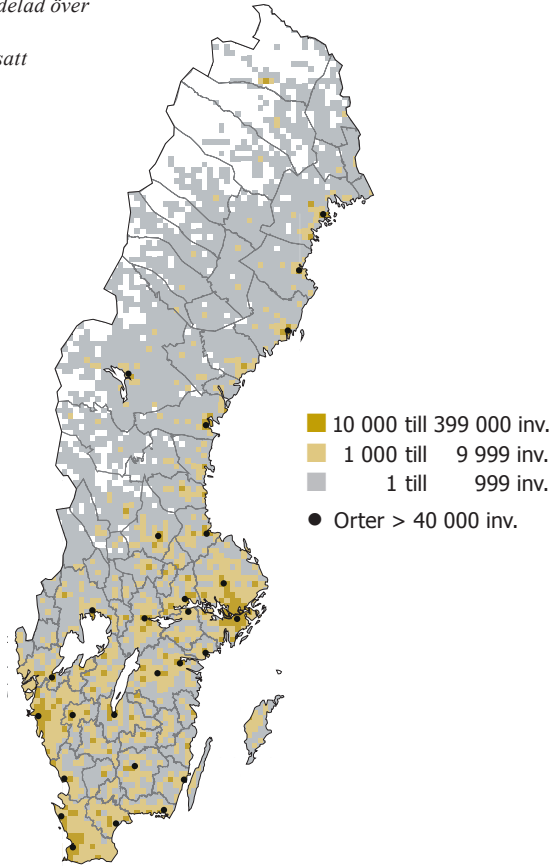 delad över
satt
10 000 till 399 000 inv.
1 000 till 9 999 inv.
1 till 999 inv.
Orter > 40 000 inv.